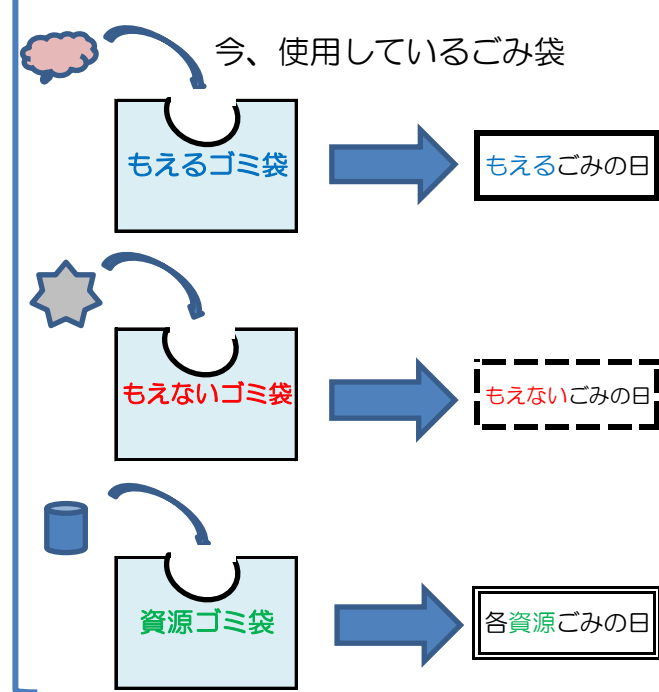 今、使用しているごみ袋
もえるゴミ袋
もえるごみの日
もえないゴミ袋
もえないごみの日
資源ゴミ袋
各資源ごみの日